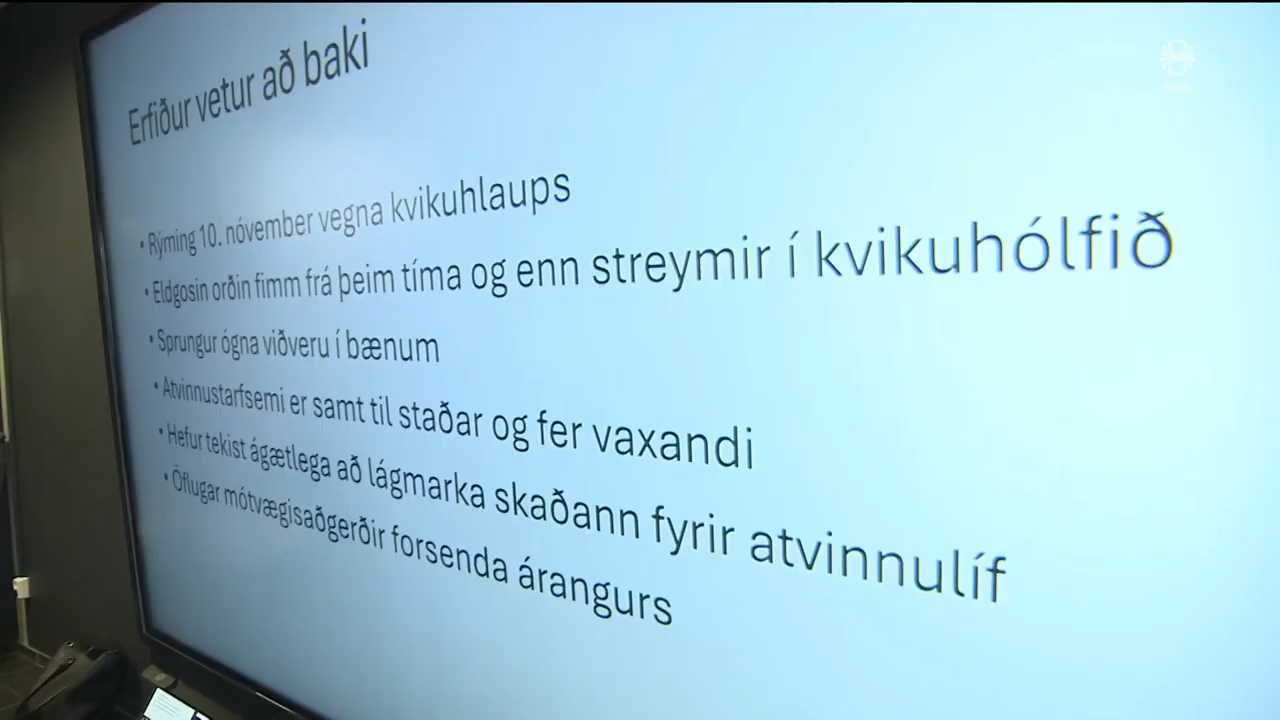 Erfiður vetur að baki
• Rýming 10. nóvember vegna kvikuhlaups
• Eldgosin orðin fimm frá þeim tíma og enn streymir í kvikuhólfið
• Sprungur ógna viðveru í bænum
• Atvinnustarfsemi er samt til staðar og fer vaxandi
• Hefur tekist ágætlega að lágmarka skaðann fyrir atvinnulíf
• Öflugar mótvægisaðgerðir forsenda árangurs